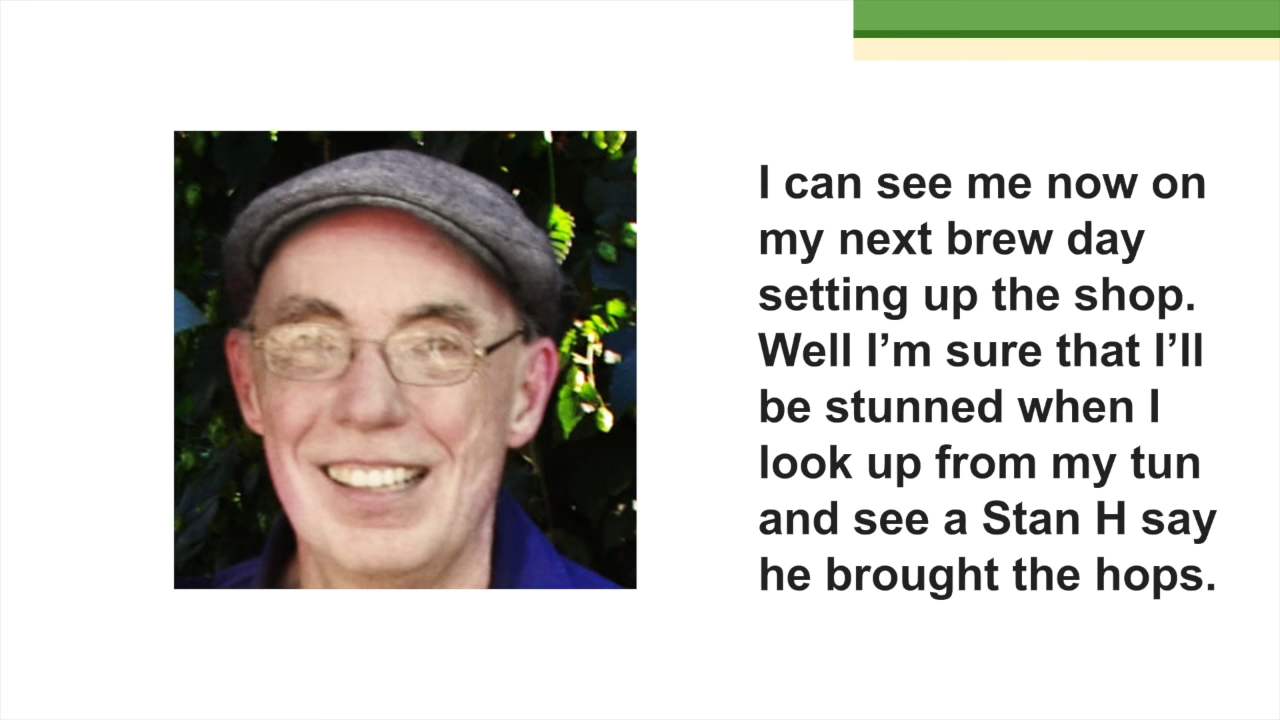 I can see me now on
my next brew day
setting up the shop.
Well I’m sure that I’ll
be stunned when I
look up from my tun
and see a Stan H say
he brought the hops.